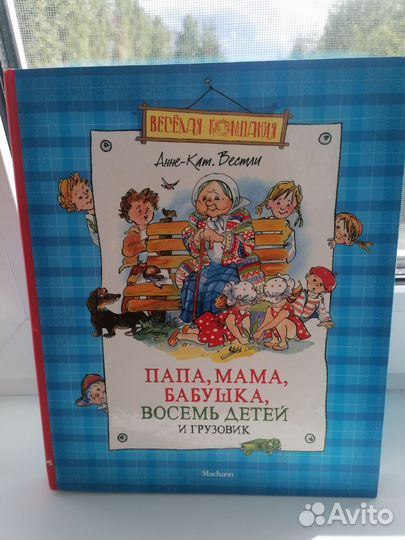 ВЕСЁЛАЯ КОМПАНИЯ
Анне-Кат. Вестли
ПАПА, МАМА,
БАБУШКА,
ВОСЕМЬ ДЕТЕЙ
И ГРУЗОВИК
Machaon
Avito